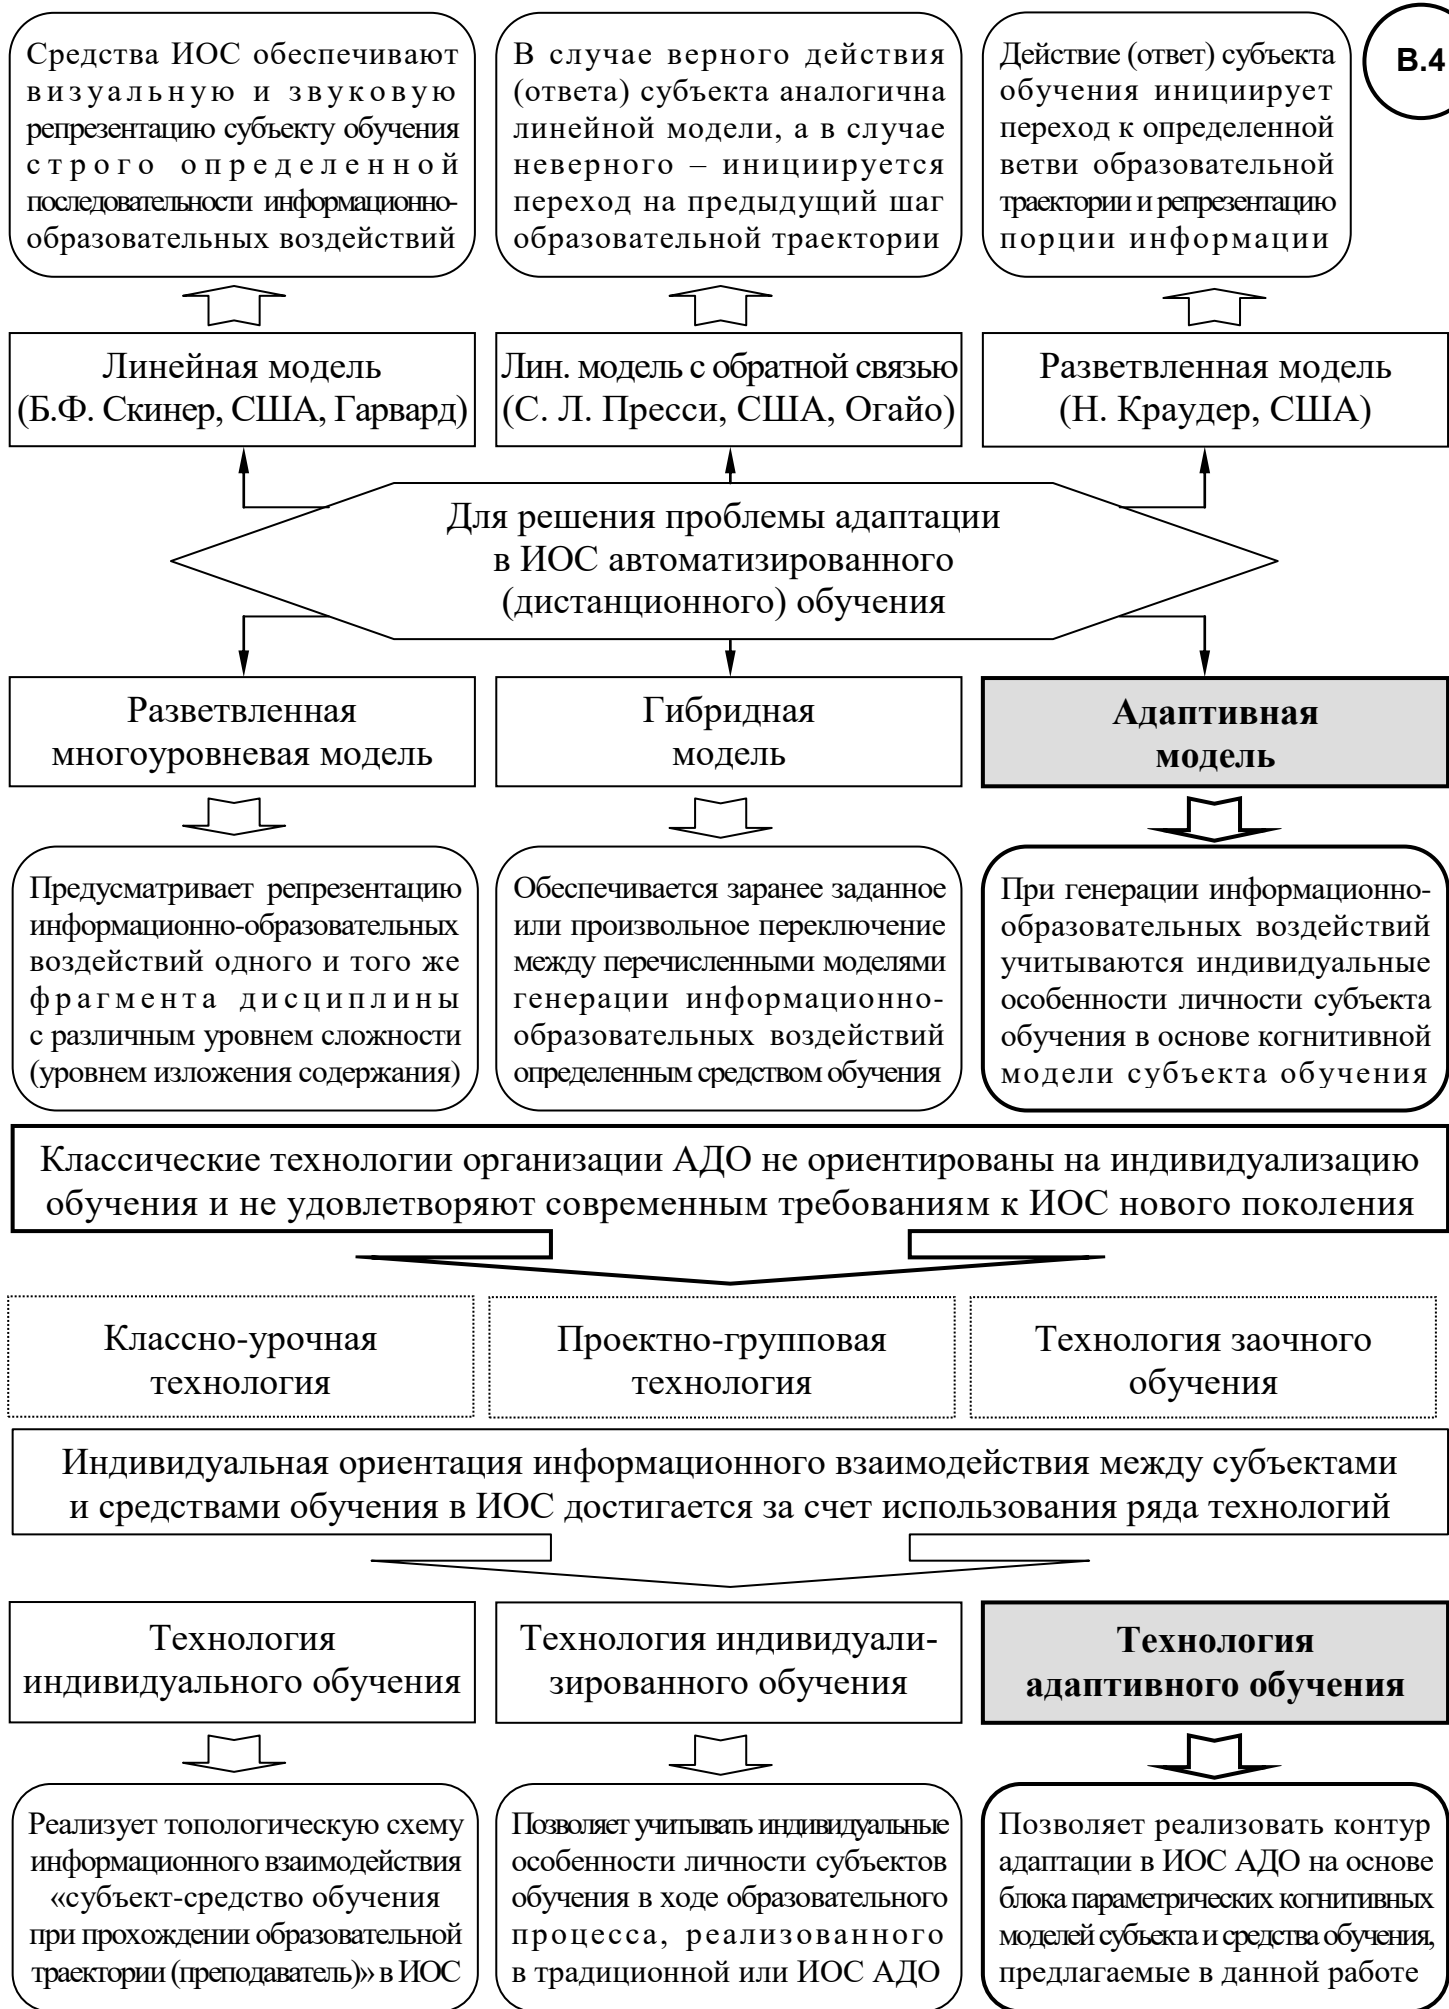 В.4
Средства ИОС обеспечивают
визуальную и звуковую
репрезентацию субъекту обучения
строго определенной
последовательности информационно-
образовательных воздействий
В случае верного действия
(ответа) субъекта аналогична
линейной модели, а в случае
неверного – инициируется
переход на предыдущий шаг
образовательной траектории
Действие (ответ) субъекта
обучения инициирует
переход к определенной
ветви образовательной
траектории и репрезентацию
порции информации
Линейная модель
(Б.Ф. Скинер, США, Гарвард)
Лин. модель с обратной связью
(С. Л. Пресси, США, Огайо)
Разветвленная модель
(Н. Краудер, США)
Для решения проблемы адаптации
в ИОС автоматизированного
(дистанционного) обучения
Разветвленная
многоуровневая модель
Гибридная
модель
Адаптивная
модель
Предусматривает репрезентацию
информационно-образовательных
воздействий одного и того же
фрагмента дисциплины
с различным уровнем сложности
(уровнем изложения содержания)
Обеспечивается заранее заданное
или произвольное переключение
между перечисленными моделями
генерации информационно-
образовательных воздействий
определенным средством обучения
При генерации информационно-
образовательных воздействий
учитываются индивидуальные
особенности личности субъекта
обучения в основе когнитивной
модели субъекта обучения
Классические технологии организации АДО не ориентированы на индивидуализацию
обучения и не удовлетворяют современным требованиям к ИОС нового поколения
Классно-урочная
технология
Проектно-групповая
технология
Технология заочного
обучения
Индивидуальная ориентация информационного взаимодействия между субъектами
и средствами обучения в ИОС достигается за счет использования ряда технологий
Технология
индивидуального обучения
Технология индивидуали-
зированного обучения
Технология
адаптивного обучения
Реализует топологическую схему
информационного взаимодействия
«субъект-средство обучения
при прохождении образовательной
траектории (преподаватель)» в ИОС
Позволяет учитывать индивидуальные
особенности личности субъектов
обучения в ходе образовательного
процесса, реализованного
в традиционной или ИОС АДО
Позволяет реализовать контур
адаптации в ИОС АДО на основе
блока параметрических когнитивных
моделей субъекта и средства обучения,
предлагаемые в данной работе